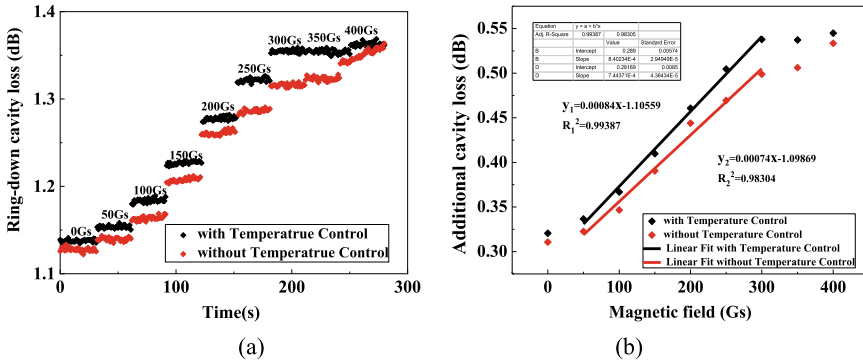 (a)
Ring-down cavity loss (dB)
1.4
1.3
1.2
1.1
0Gs
50Gs
100Gs
150Gs
200Gs
250Gs
300Gs
350Gs
400Gs
with Temperatrue Control
without Temperatrue Control
0
100
200
300
Time(s)
(a)
b
Additional cavity loss (dB)
0.55
0.50
0.45
0.40
0.35
0.30
Equation y = a + b*x
Adj. R-Square 0.99387 0.98305
Value Standard Error
B Intercept 0.289 0.00574
B Slope 8.40234E-4 2.94949E-5
D Intercept 0.28169 0.0085
D Slope 7.44371E-4 4.36434E-5
y1=0.00084X-1.10559
R1²=0.99387
y2=0.00074X-1.09869
R2²=0.98304
with Temperature Control
without Temperature Control
Linear Fit with Temperature Control
Linear Fit without Temperature Control
0
100
200
300
400
Magnetic field (Gs)
(b)